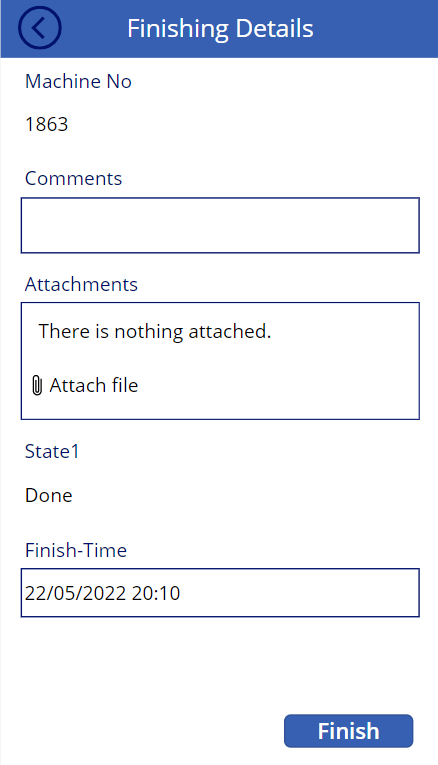 Finishing Details
Machine No
1863
Comments
Attachments
There is nothing attached.
Attach file
State1
Done
Finish-Time
22/05/2022 20:10
Finish